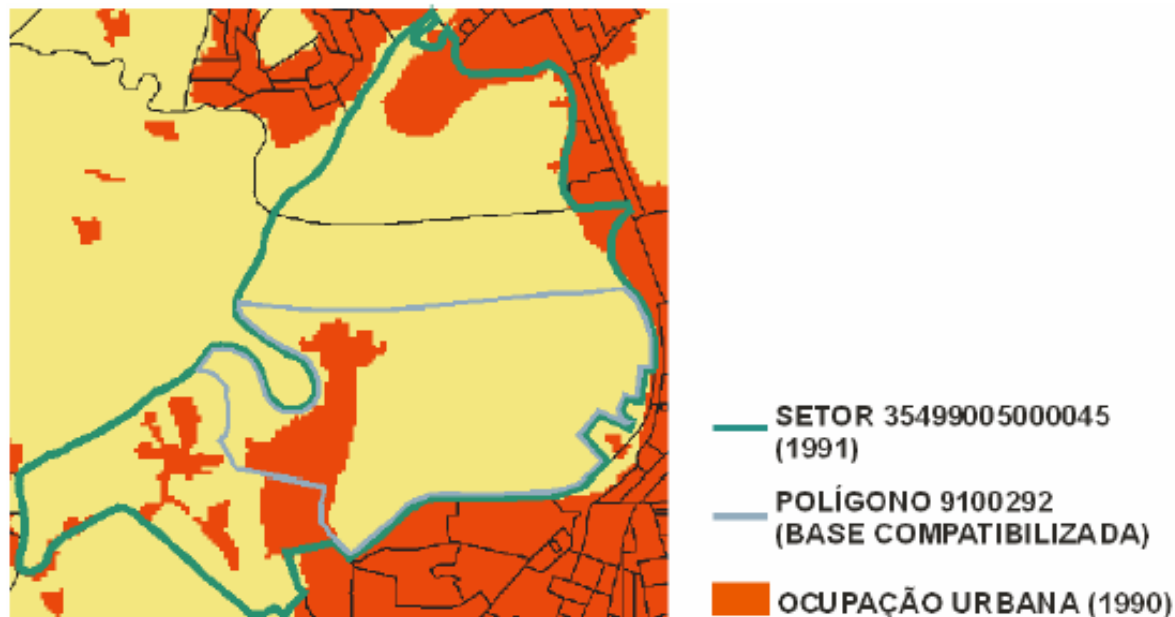 SETOR 35499005000045
(1991)
POLÍGONO 9100292
(BASE COMPATIBILIZADA)
OCUPAÇÃO URBANA (1990)